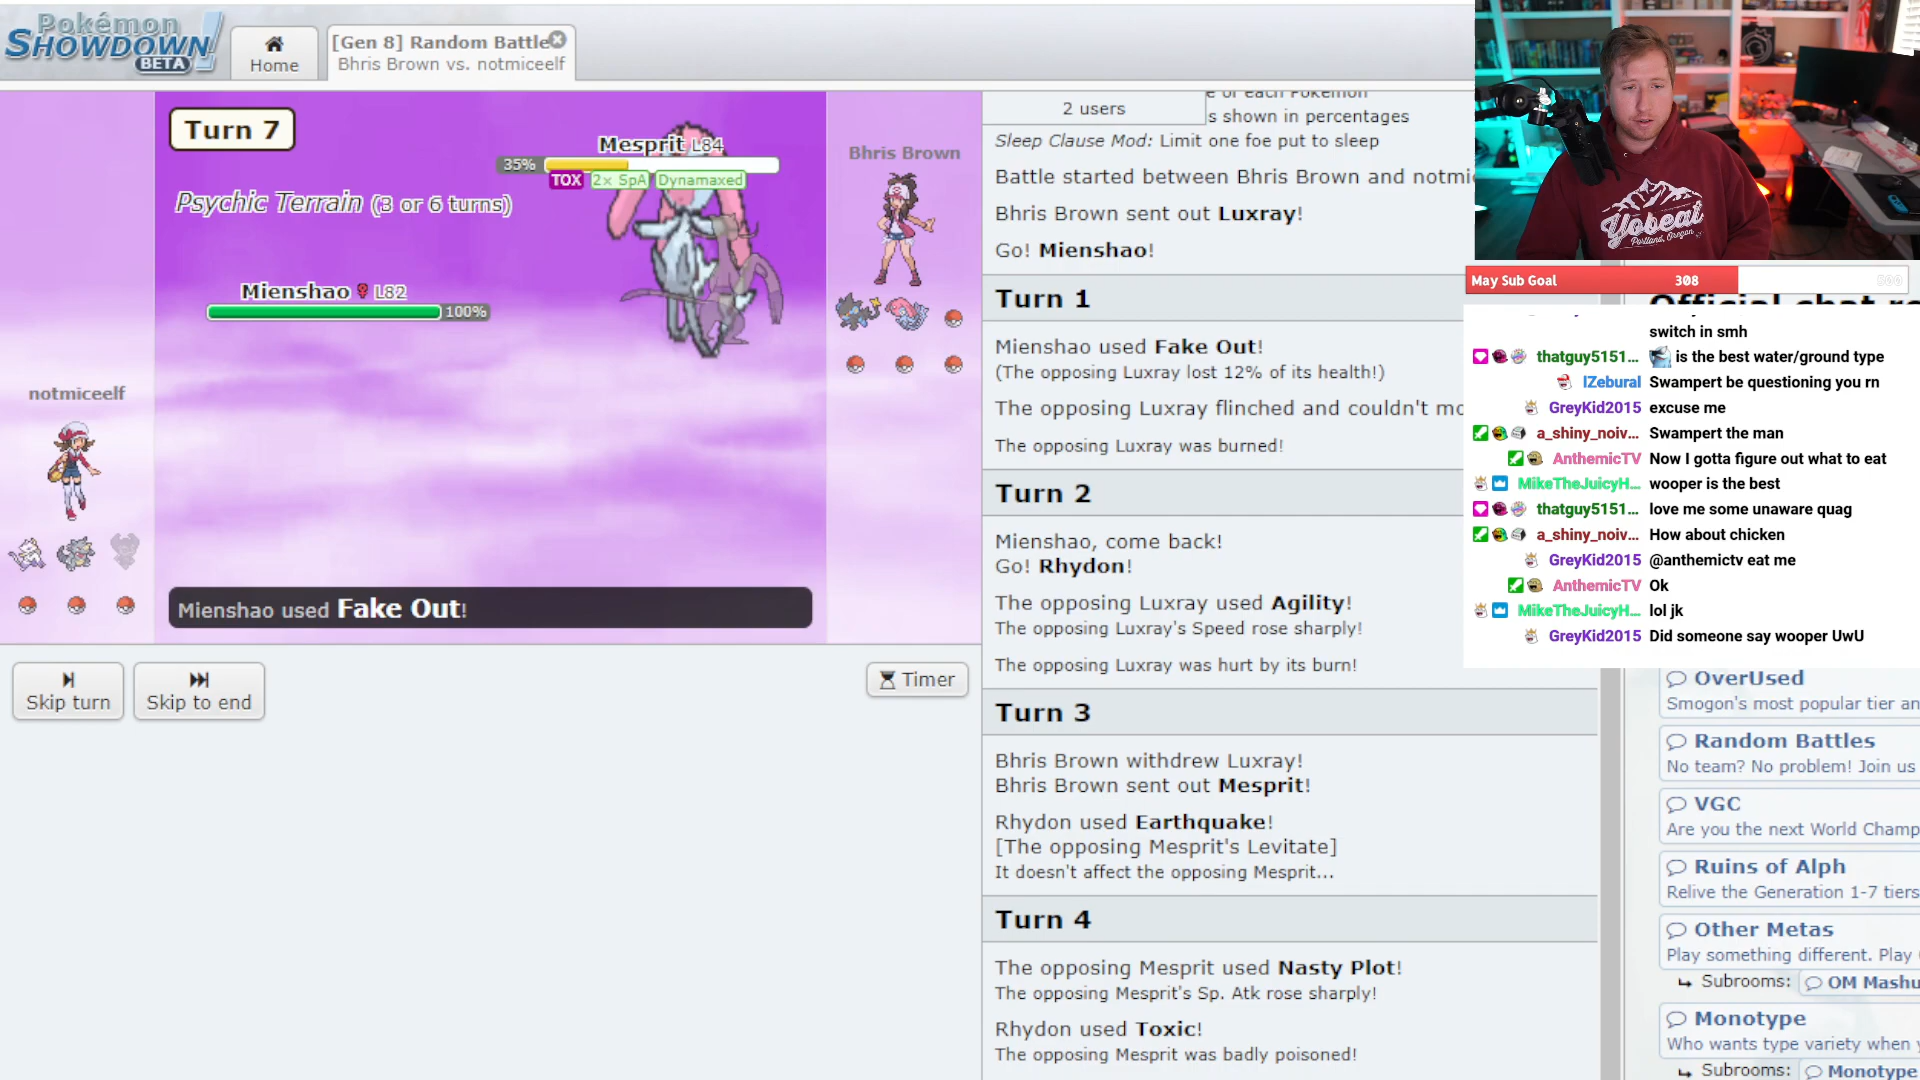 Pokémon
SHOWDOWN!
BETA
Home
[Gen 8] Random Battle
Bhris Brown vs. notmiceelf
Turn 7
Psychic Terrain (3 or 6 turns)
Mesprit L84
35%
TOX 2x SpA Dynamaxed
Mienshao L82
100%
notmiceelf
Bhris Brown
Mienshao used Fake Out!
Skip turn
Skip to end
Timer
2 users
e of each Pokémon
s shown in percentages
Sleep Clause Mod: Limit one foe put to sleep
Battle started between Bhris Brown and notmi
Bhris Brown sent out Luxray!
Go! Mienshao!
Turn 1
Mienshao used Fake Out!
(The opposing Luxray lost 12% of its health!)
The opposing Luxray flinched and couldn't mo
The opposing Luxray was burned!
Turn 2
Mienshao, come back!
Go! Rhydon!
The opposing Luxray used Agility!
The opposing Luxray's Speed rose sharply!
The opposing Luxray was hurt by its burn!
Turn 3
Bhris Brown withdrew Luxray!
Bhris Brown sent out Mesprit!
Rhydon used Earthquake!
[The opposing Mesprit's Levitate]
It doesn't affect the opposing Mesprit...
Turn 4
The opposing Mesprit used Nasty Plot!
The opposing Mesprit's Sp. Atk rose sharply!
Rhydon used Toxic!
The opposing Mesprit was badly poisoned!
Yobeat
Portland, Oregon
May Sub Goal 308 500
Official chat ro
switch in smh
thatguy5151... is the best water/ground type
IZebural Swampert be questioning you rn
GreyKid2015 excuse me
a_shiny_noiv... Swampert the man
AnthemicTV Now I gotta figure out what to eat
MikeTheJuicyH... wooper is the best
thatguy5151... love me some unaware quag
a_shiny_noiv... How about chicken
GreyKid2015 @anthemictv eat me
AnthemicTV Ok
MikeTheJuicyH... lol jk
GreyKid2015 Did someone say wooper UwU
OverUsed
Smogon's most popular tier an
Random Battles
No team? No problem! Join us
VGC
Are you the next World Champ
Ruins of Alph
Relive the Generation 1-7 tiers
Other Metas
Play something different. Play
Subrooms: OM Mashu
Monotype
Who wants type variety when y
Subrooms: Monotype